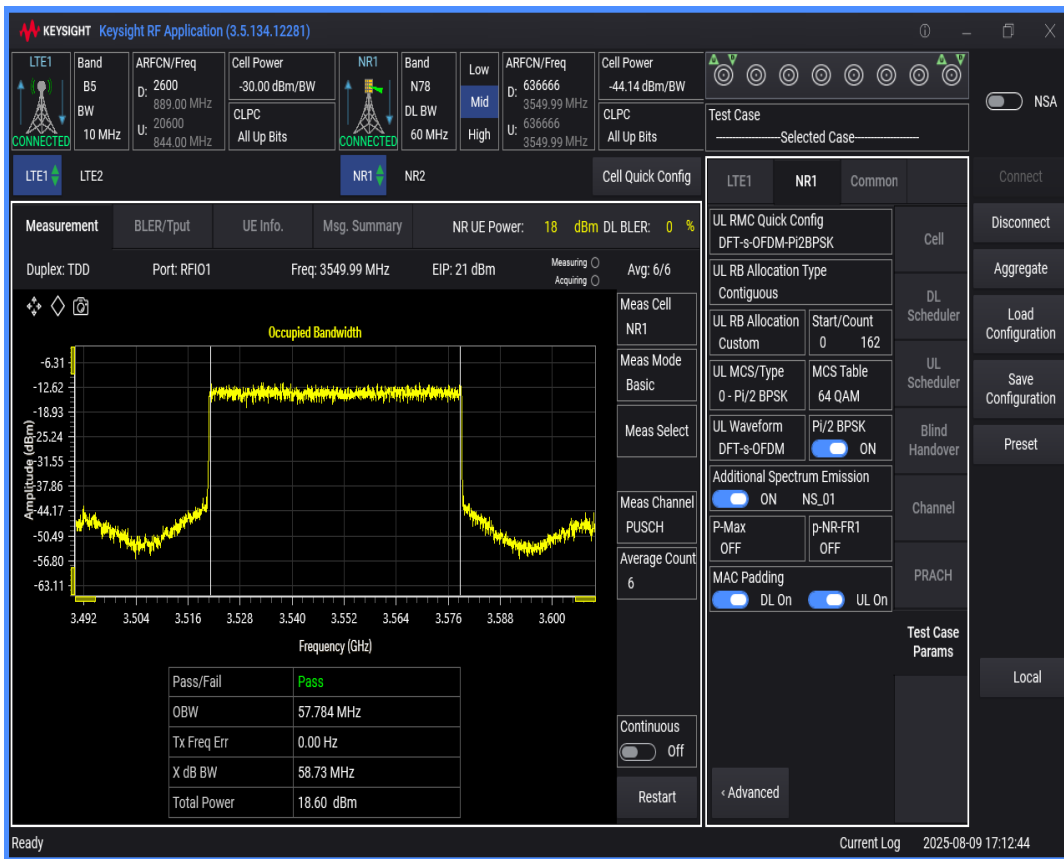 KEYSIGHT Keysight RF Application (3.5.134.12281)
LTE1
CONNECTED
Band
B5
BW
10 MHz
ARFCN/Freq
D: 2600
889.00 MHz
U: 20600
844.00 MHz
Cell Power
-30.00 dBm/BW
CLPC
All Up Bits
NR1
CONNECTED
Band
N78
DL BW
60 MHz
Low
Mid
High
ARFCN/Freq
D: 636666
3549.99 MHz
U: 636666
3549.99 MHz
Cell Power
-44.14 dBm/BW
CLPC
All Up Bits
Test Case
Selected Case
NSA
LTE1 LTE2 NR1 NR2 Cell Quick Config
Measurement BLER/Tput UE Info. Msg. Summary NR UE Power: 18 dBm DL BLER: 0 %
Duplex: TDD Port: RFIO1 Freq: 3549.99 MHz EIP: 21 dBm Measuring Avg: 6/6
Acquiring
Occupied Bandwidth
Amplitude (dBm)
-6.31
-12.62
-18.93
-25.24
-31.55
-37.86
-44.17
-50.49
-56.80
-63.11
3.492 3.504 3.516 3.528 3.540 3.552 3.564 3.576 3.588 3.600
Frequency (GHz)
Pass/Fail Pass
OBW 57.784 MHz
Tx Freq Err 0.00 Hz
X dB BW 58.73 MHz
Total Power 18.60 dBm
Meas Cell
NR1
Meas Mode
Basic
Meas Select
Meas Channel
PUSCH
Average Count
6
Continuous
Off
Restart
LTE1 NR1 Common
UL RMC Quick Config
DFT-s-OFDM-Pi2BPSK
UL RB Allocation Type
Contiguous
UL RB Allocation
Custom
Start/Count
0 162
UL MCS/Type
0 - Pi/2 BPSK
MCS Table
64 QAM
UL Waveform
DFT-s-OFDM
Pi/2 BPSK
ON
Additional Spectrum Emission
ON NS_01
P-Max
OFF
p-NR-FR1
OFF
MAC Padding
DL On UL On
‹ Advanced
Cell
DL
Scheduler
UL
Scheduler
Blind
Handover
Channel
PRACH
Test Case
Params
Connect
Disconnect
Aggregate
Load
Configuration
Save
Configuration
Preset
Local
Ready Current Log 2025-08-09 17:12:44